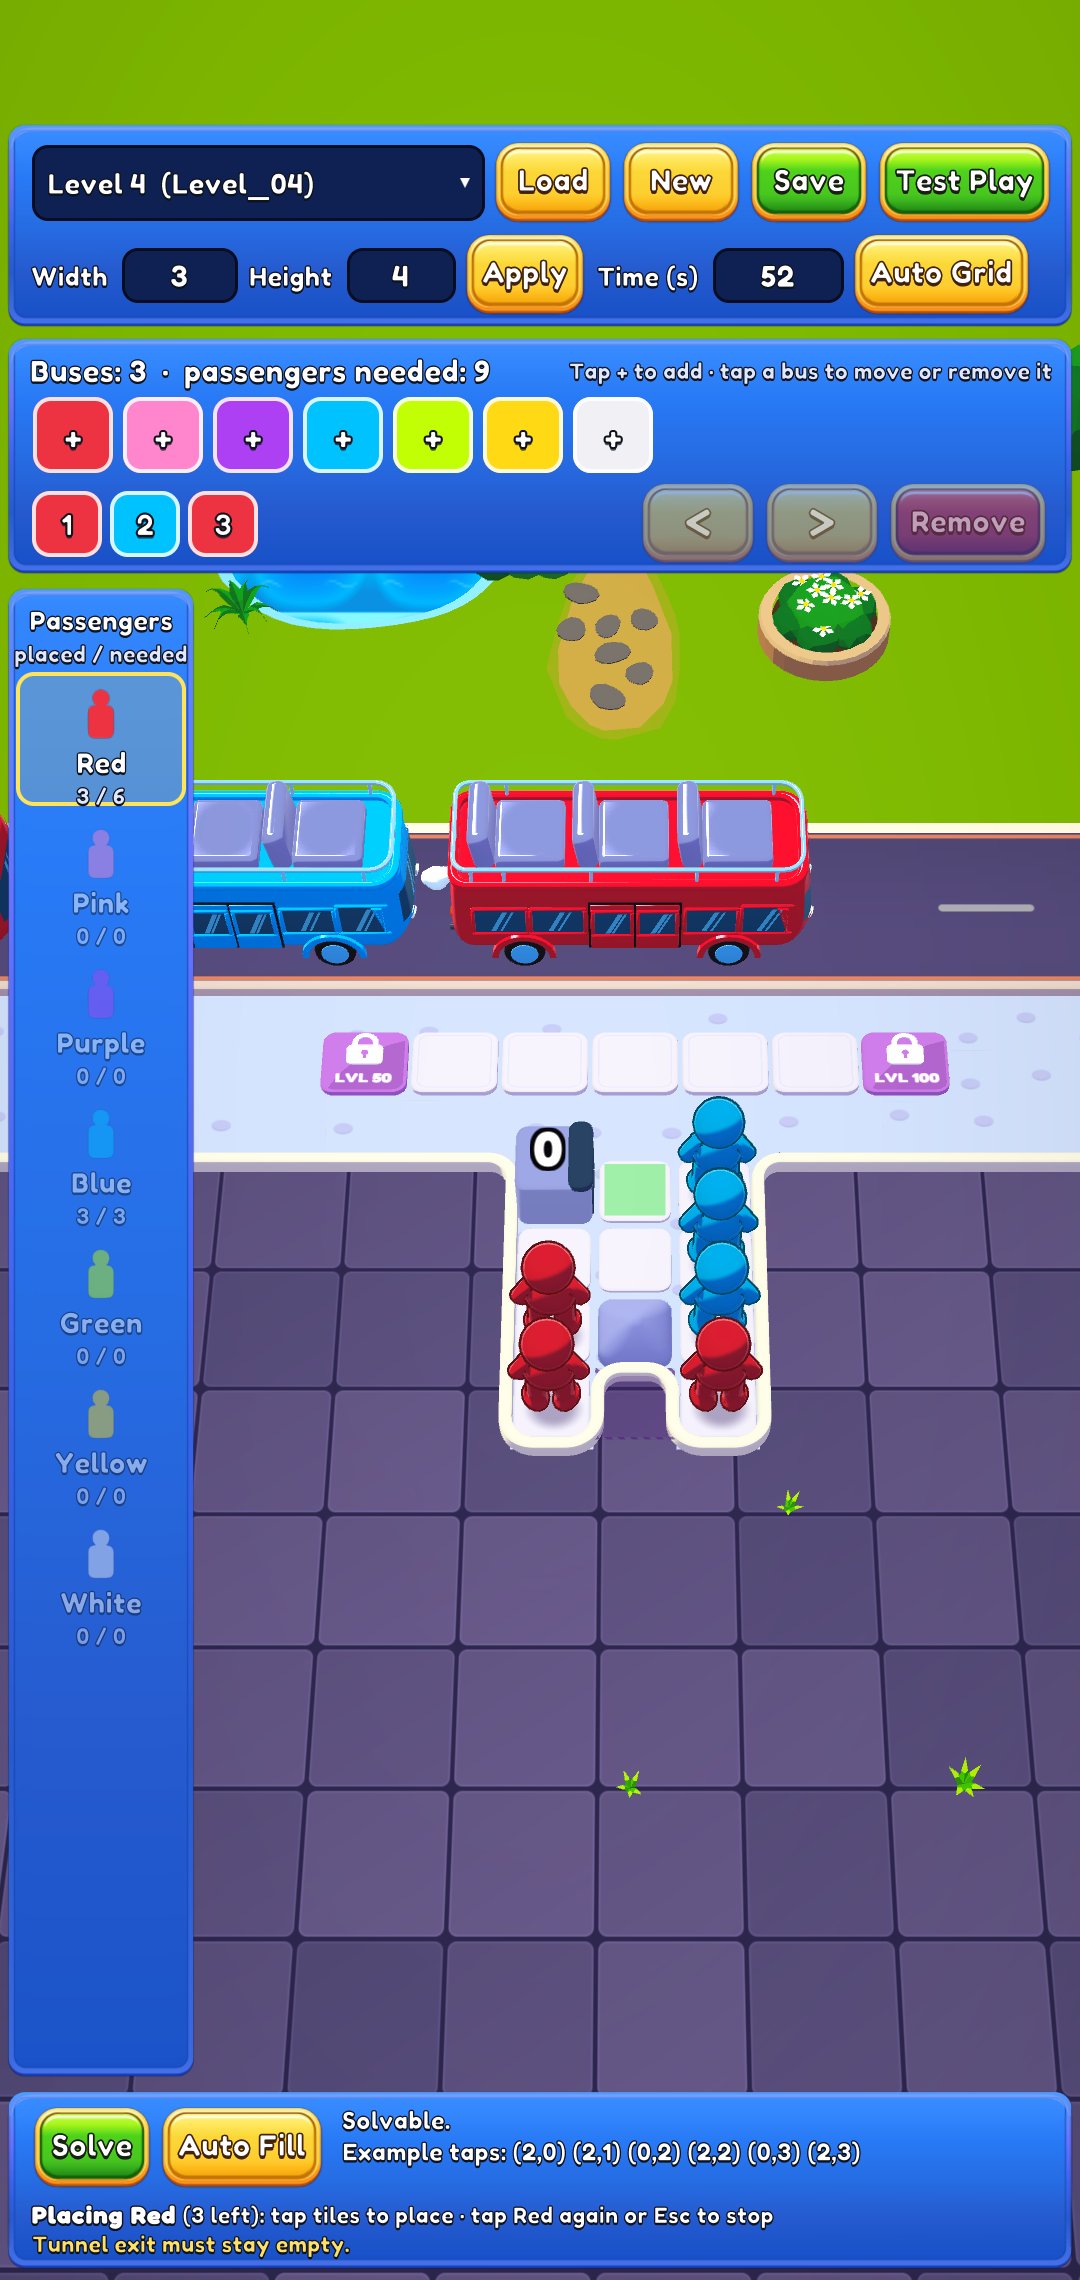 Level 4 (Level_04)
Load
New
Save
Test Play
Width
3
Height
4
Apply
Time (s)
52
Auto Grid
Buses: 3 · passengers needed: 9
Tap + to add · tap a bus to move or remove it
+ + + + + + +
1 2 3
< > Remove
Passengers
placed / needed
Red
3 / 6
Pink
0 / 0
Purple
0 / 0
Blue
3 / 3
Green
0 / 0
Yellow
0 / 0
White
0 / 0
LVL 50
LVL 100
0
Solve
Auto Fill
Solvable.
Example taps: (2,0) (2,1) (0,2) (2,2) (0,3) (2,3)
Placing Red (3 left): tap tiles to place · tap Red again or Esc to stop
Tunnel exit must stay empty.